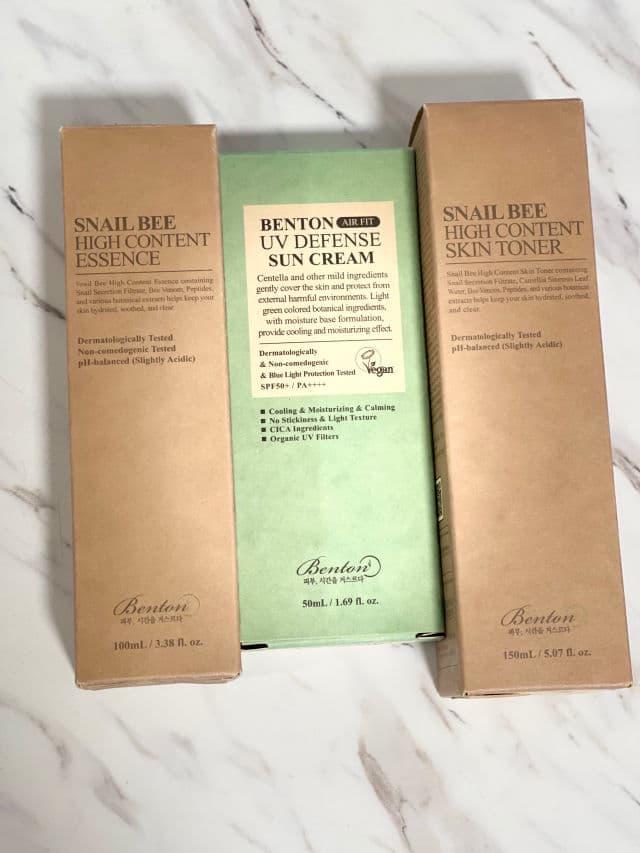 SNAIL BEE
HIGH CONTENT
ESSENCE
Snail Bee High Content Essence containing
Snail Secretion Filtrate, Bee Venom, Peptides,
and various botanical extracts helps keep your
skin hydrated, soothed, and clear.
Dermatologically Tested
Non-comedogenic Tested
pH-balanced (Slightly Acidic)
Benton
피부, 시간을 거스르다
100mL / 3.38 fl. oz.
BENTON AIR FIT
UV DEFENSE
SUN CREAM
Centella and other mild ingredients
gently cover the skin and protect from
external harmful environments. Light
green colored botanical ingredients,
with moisture base formulation,
provide cooling and moisturizing effect.
Dermatologically
& Non-comedogenic
& Blue Light Protection Tested
SPF50+ / PA++++
Vegan
■ Cooling & Moisturizing & Calming
■ No Stickiness & Light Texture
■ CICA Ingredients
■ Organic UV Filters
Benton
피부, 시간을 거스르다
50mL / 1.69 fl. oz.
SNAIL BEE
HIGH CONTENT
SKIN TONER
Snail Bee High Content Skin Toner containing
Snail Secretion Filtrate, Camellia Sinensis Leaf
Water, Bee Venom, Peptides, and various botanical
extracts helps keep your skin hydrated, soothed,
and clear.
Dermatologically Tested
pH-balanced (Slightly Acidic)
Benton
피부, 시간을 거스르다
150mL / 5.07 fl. oz.